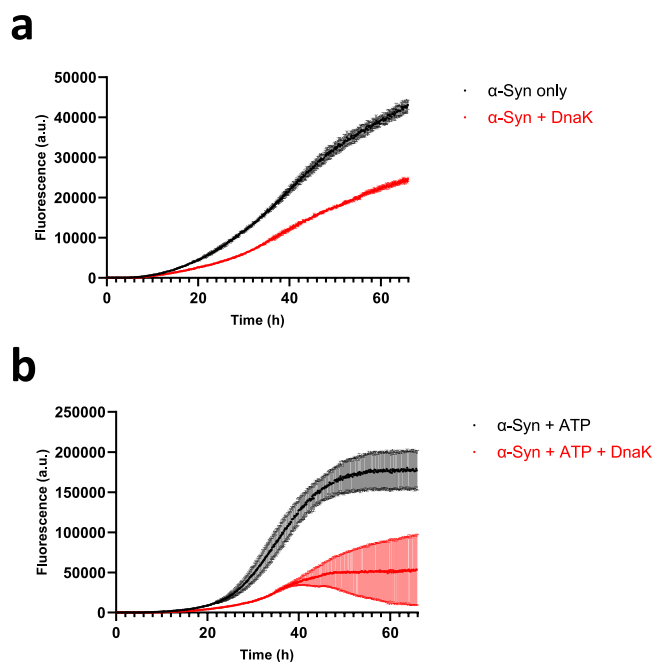 a
50000
40000
30000
20000
10000
0
Fluorescence (a.u.)
0 20 40 60
Time (h)
α-Syn only
α-Syn + DnaK
b
250000
200000
150000
100000
50000
0
Fluorescence (a.u.)
0 20 40 60
Time (h)
α-Syn + ATP
α-Syn + ATP + DnaK